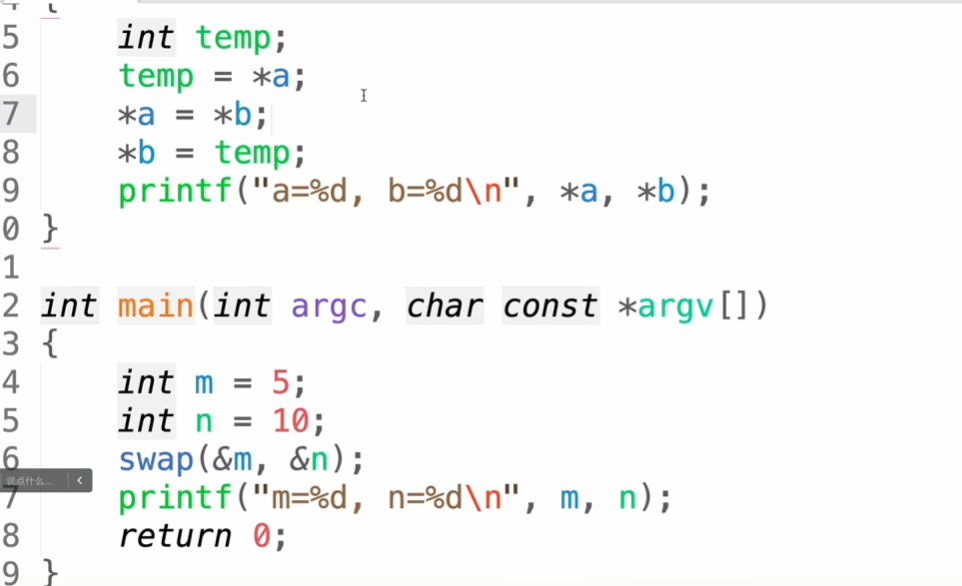 {
5 int temp;
6 temp = *a;
7 *a = *b;
8 *b = temp;
9 printf("a=%d, b=%d\n", *a, *b);
0 }
1
2 int main(int argc, char const *argv[])
3 {
4 int m = 5;
5 int n = 10;
6 swap(&m, &n);
说点什么... <
7 printf("m=%d, n=%d\n", m, n);
8 return 0;
9 }